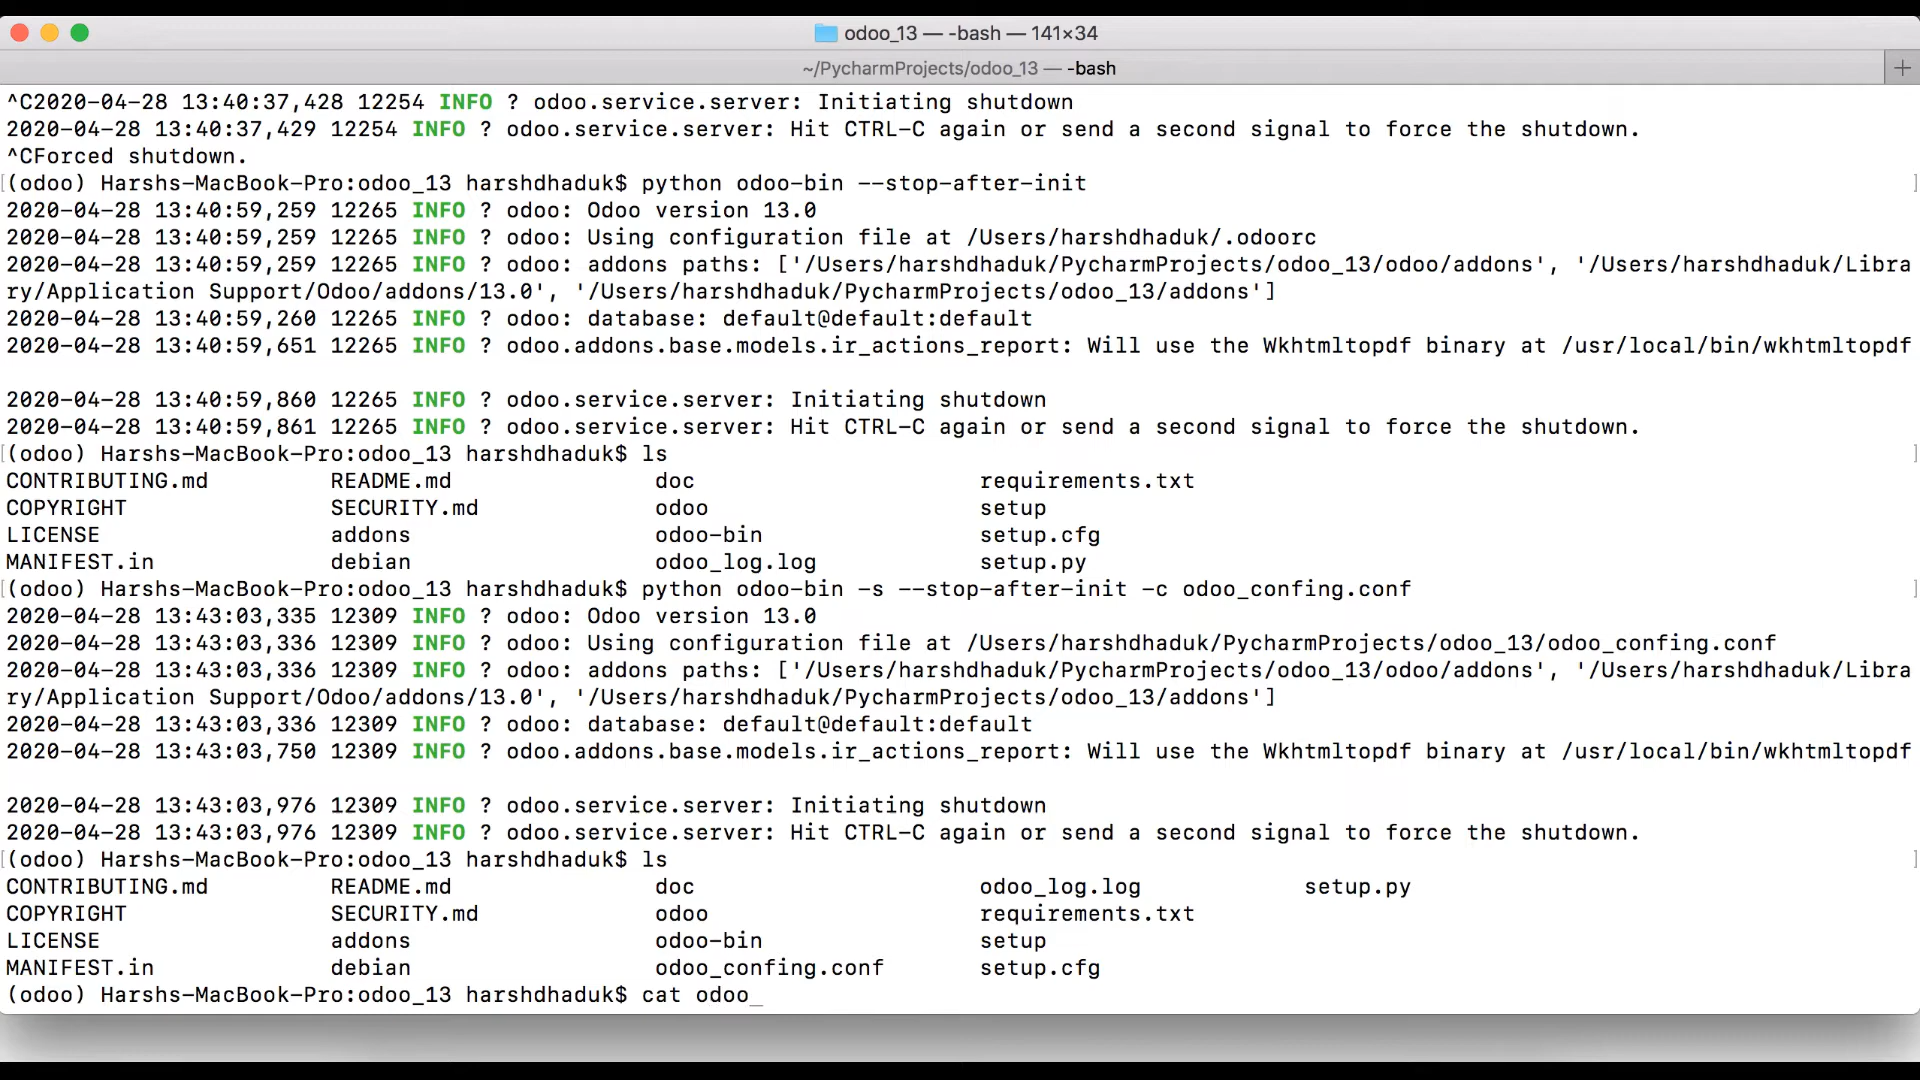 odoo_13 — -bash — 141×34
~/PycharmProjects/odoo_13 — -bash
^C2020-04-28 13:40:37,428 12254 INFO ? odoo.service.server: Initiating shutdown
2020-04-28 13:40:37,429 12254 INFO ? odoo.service.server: Hit CTRL-C again or send a second signal to force the shutdown.
^CForced shutdown.
[(odoo) Harshs-MacBook-Pro:odoo_13 harshdhaduk$ python odoo-bin --stop-after-init ]
2020-04-28 13:40:59,259 12265 INFO ? odoo: Odoo version 13.0
2020-04-28 13:40:59,259 12265 INFO ? odoo: Using configuration file at /Users/harshdhaduk/.odoorc
2020-04-28 13:40:59,259 12265 INFO ? odoo: addons paths: ['/Users/harshdhaduk/PycharmProjects/odoo_13/odoo/addons', '/Users/harshdhaduk/Libra
ry/Application Support/Odoo/addons/13.0', '/Users/harshdhaduk/PycharmProjects/odoo_13/addons']
2020-04-28 13:40:59,260 12265 INFO ? odoo: database: default@default:default
2020-04-28 13:40:59,651 12265 INFO ? odoo.addons.base.models.ir_actions_report: Will use the Wkhtmltopdf binary at /usr/local/bin/wkhtmltopdf
2020-04-28 13:40:59,860 12265 INFO ? odoo.service.server: Initiating shutdown
2020-04-28 13:40:59,861 12265 INFO ? odoo.service.server: Hit CTRL-C again or send a second signal to force the shutdown.
[(odoo) Harshs-MacBook-Pro:odoo_13 harshdhaduk$ ls ]
CONTRIBUTING.md README.md doc requirements.txt
COPYRIGHT SECURITY.md odoo setup
LICENSE addons odoo-bin setup.cfg
MANIFEST.in debian odoo_log.log setup.py
[(odoo) Harshs-MacBook-Pro:odoo_13 harshdhaduk$ python odoo-bin -s --stop-after-init -c odoo_confing.conf ]
2020-04-28 13:43:03,335 12309 INFO ? odoo: Odoo version 13.0
2020-04-28 13:43:03,336 12309 INFO ? odoo: Using configuration file at /Users/harshdhaduk/PycharmProjects/odoo_13/odoo_confing.conf
2020-04-28 13:43:03,336 12309 INFO ? odoo: addons paths: ['/Users/harshdhaduk/PycharmProjects/odoo_13/odoo/addons', '/Users/harshdhaduk/Libra
ry/Application Support/Odoo/addons/13.0', '/Users/harshdhaduk/PycharmProjects/odoo_13/addons']
2020-04-28 13:43:03,336 12309 INFO ? odoo: database: default@default:default
2020-04-28 13:43:03,750 12309 INFO ? odoo.addons.base.models.ir_actions_report: Will use the Wkhtmltopdf binary at /usr/local/bin/wkhtmltopdf
2020-04-28 13:43:03,976 12309 INFO ? odoo.service.server: Initiating shutdown
2020-04-28 13:43:03,976 12309 INFO ? odoo.service.server: Hit CTRL-C again or send a second signal to force the shutdown.
[(odoo) Harshs-MacBook-Pro:odoo_13 harshdhaduk$ ls ]
CONTRIBUTING.md README.md doc odoo_log.log setup.py
COPYRIGHT SECURITY.md odoo requirements.txt
LICENSE addons odoo-bin setup
MANIFEST.in debian odoo_confing.conf setup.cfg
(odoo) Harshs-MacBook-Pro:odoo_13 harshdhaduk$ cat odoo_